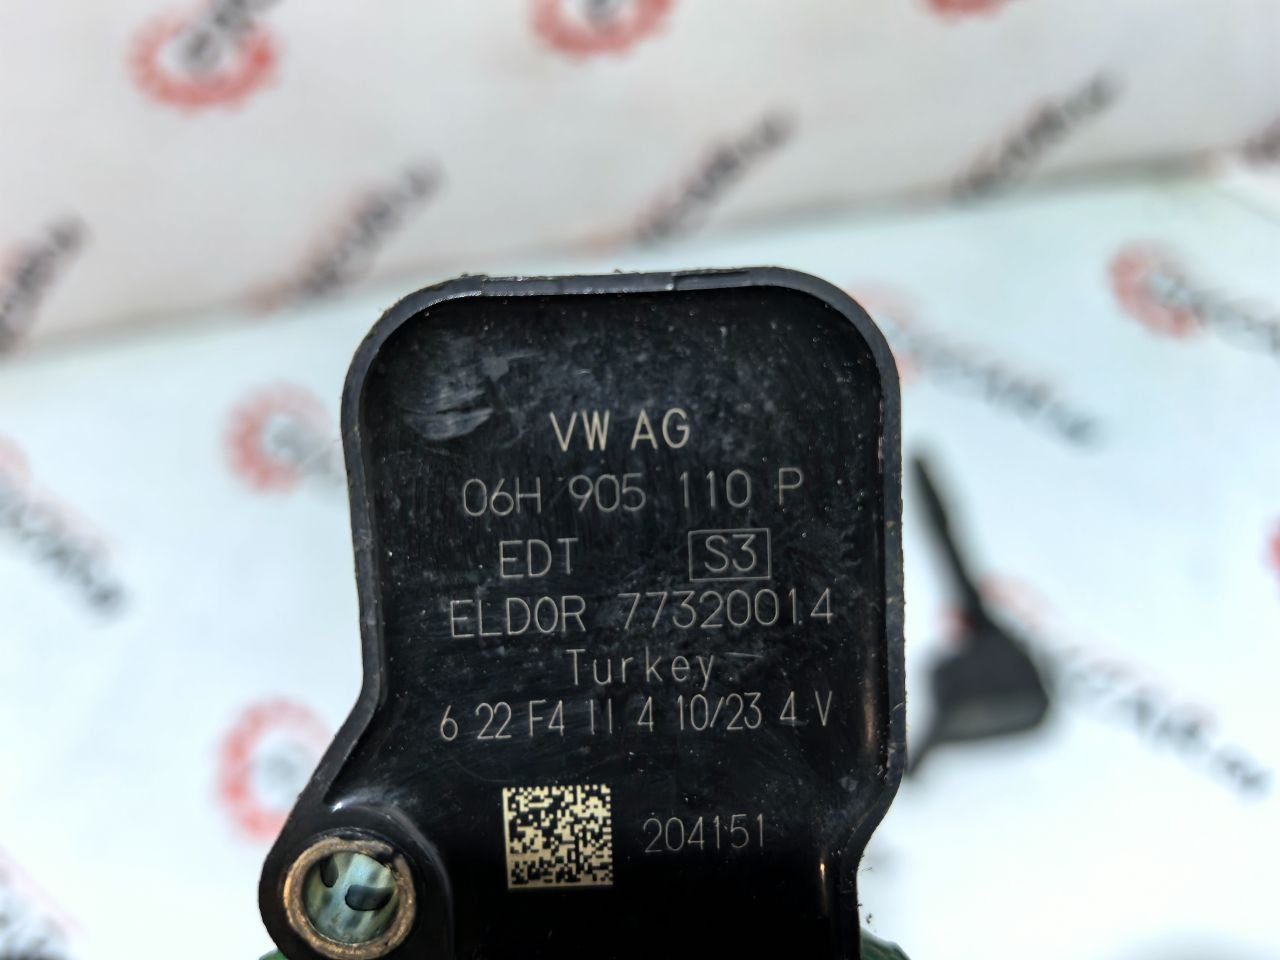 VW AG
06H 905 110 P
EDT S3
ELDOR 77320014
Turkey
6 22 F4 11 4 10/23 4 V
204151